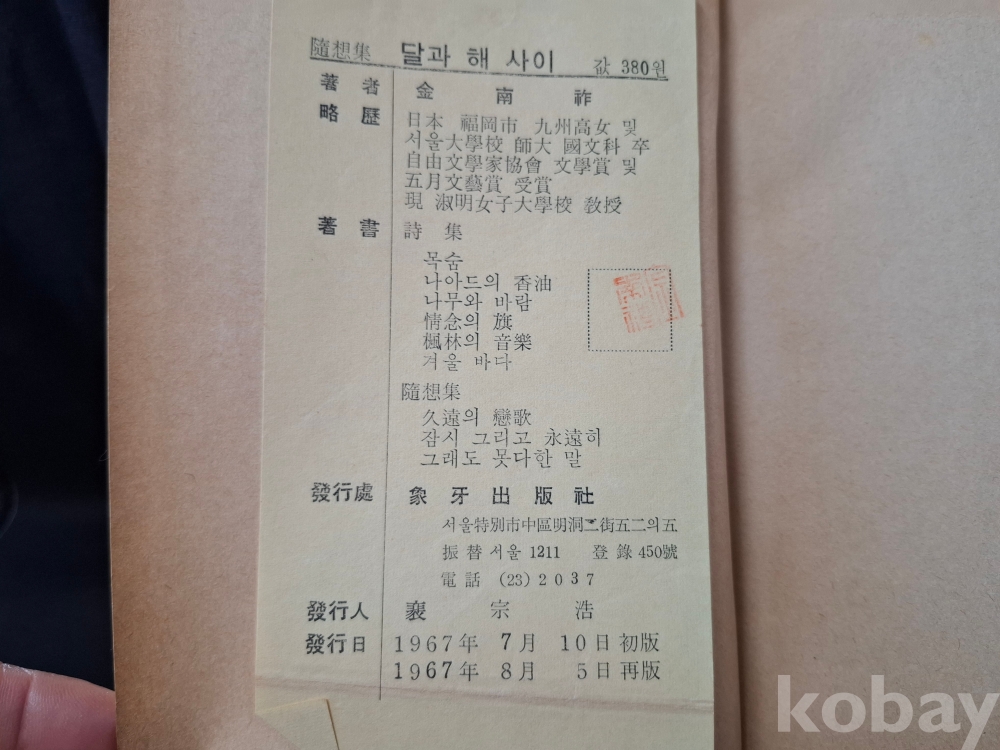 隨想集 달과 해 사이 값 380원
著者 金南祚
略歷 日本 福岡市 九州高女 및
서울大學校 師大 國文科 卒
自由文學家協會 文學賞 및
五月文藝賞 受賞
現 淑明女子大學校 敎授
著書 詩集
목숨
나아드의 香油
나무와 바람
情念의 旗
楓林의 音樂
겨울 바다
隨想集
久遠의 戀歌
잠시 그리고 永遠히
그래도 못다한 말
發行處 象牙出版社
서울特別市中區明洞二街五二의五
振替서울 1211 登錄 450號
電話 (23) 2037
發行人 裵宗浩
發行日 1967年 7月 10日 初版
1967年 8月 5日 再版
kobay